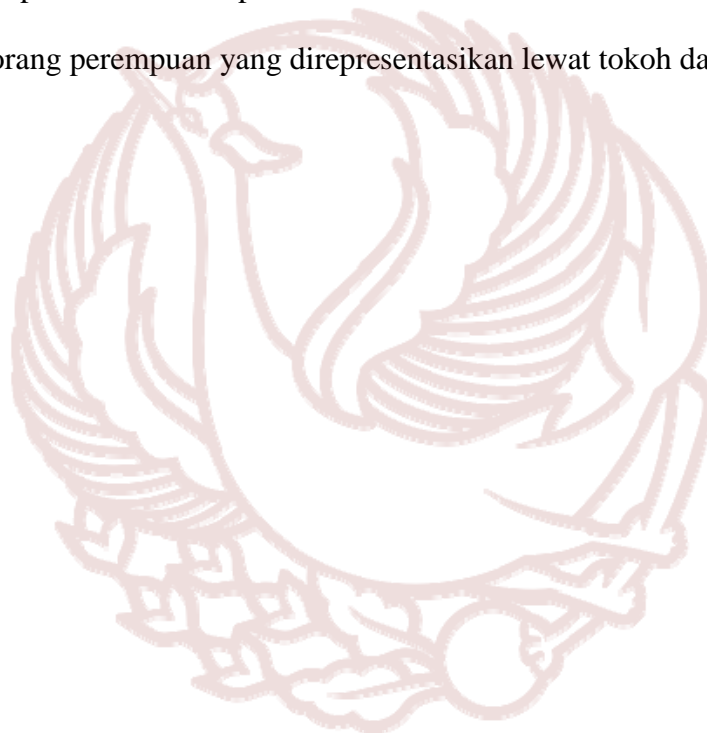 orang perempuan yang direpresentasikan lewat tokoh da